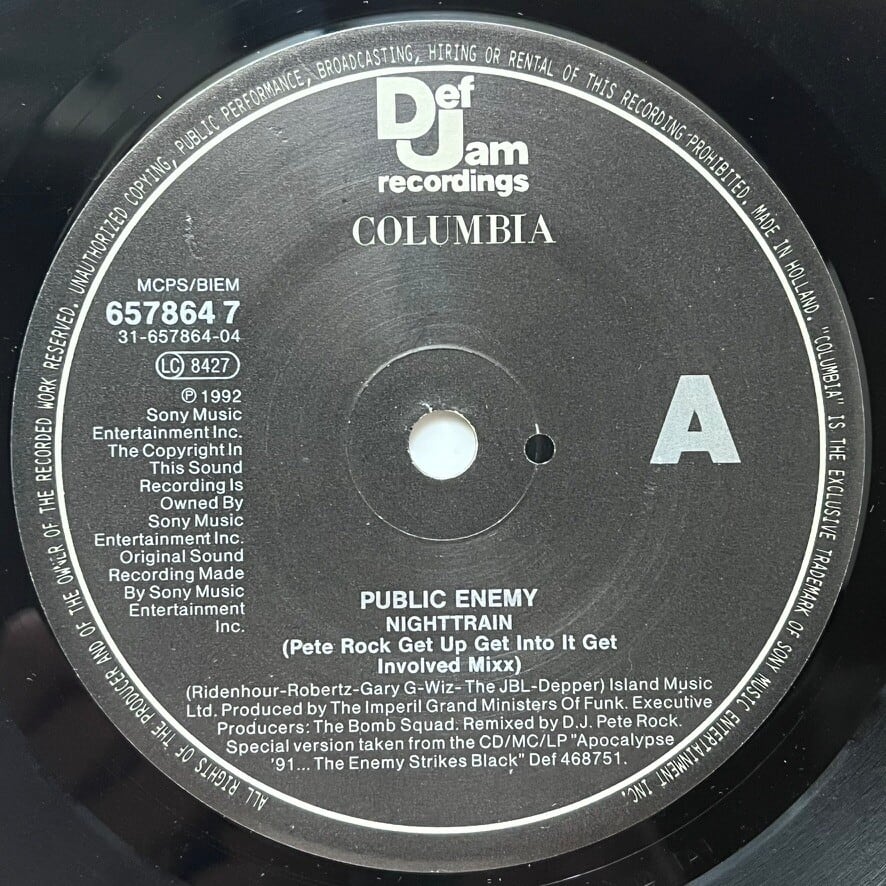 ALL RIGHTS OF THE PRODUCER AND OF THE OWNER OF THE RECORDED WORK RESERVED. UNAUTHORIZED COPYING, PUBLIC PERFORMANCE, BROADCASTING, HIRING OR RENTAL OF THIS RECORDING PROHIBITED. MADE IN HOLLAND. "COLUMBIA" IS THE EXCLUSIVE TRADEMARK OF SONY MUSIC ENTERTAINMENT INC.
Def
Jam
recordings
COLUMBIA
MCPS/BIEM
657864 7
31-657864-04
LC 8427
℗ 1992
Sony Music
Entertainment Inc.
The Copyright In
This Sound
Recording Is
Owned By
Sony Music
Entertainment Inc.
Original Sound
Recording Made
By Sony Music
Entertainment
Inc.
A
PUBLIC ENEMY
NIGHTTRAIN
(Pete Rock Get Up Get Into It Get
Involved Mixx)
(Ridenhour-Robertz-Gary G-Wiz- The JBL-Depper) Island Music
Ltd. Produced by The Imperil Grand Ministers Of Funk. Executive
Producers: The Bomb Squad. Remixed by D.J. Pete Rock.
Special version taken from the CD/MC/LP "Apocalypse
'91... The Enemy Strikes Black" Def 468751.